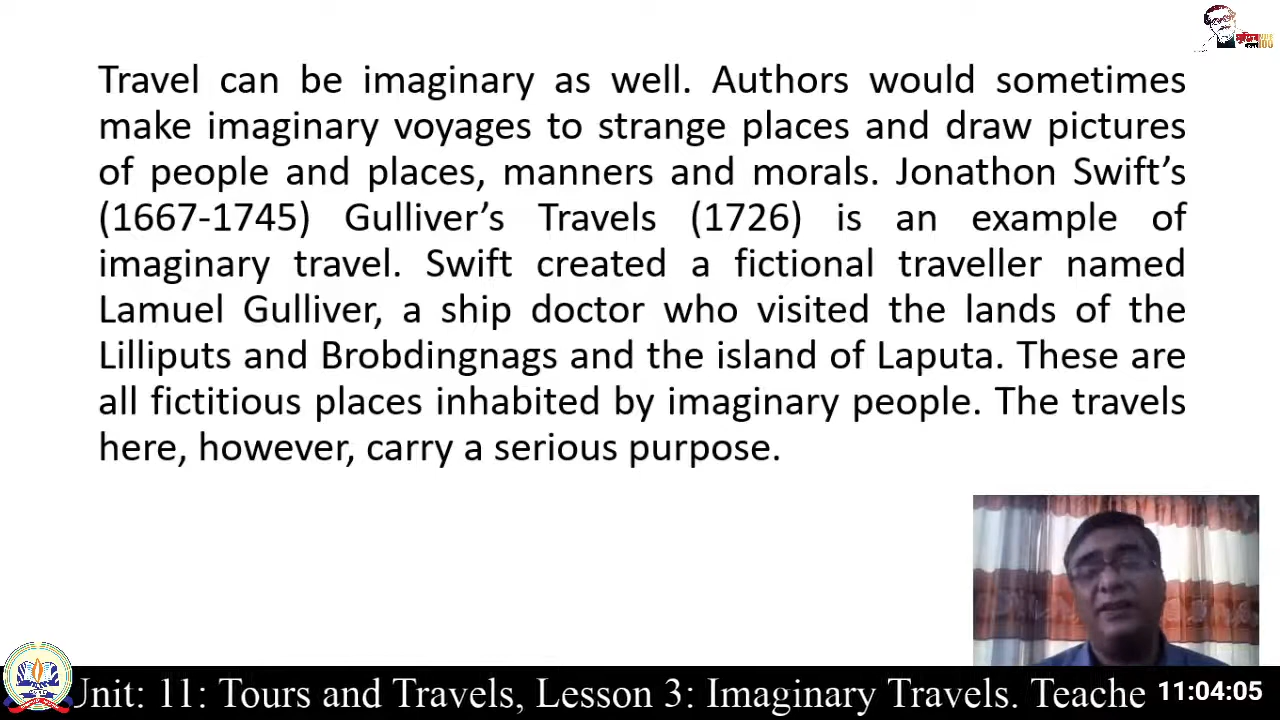 Travel can be imaginary as well. Authors would sometimes
make imaginary voyages to strange places and draw pictures
of people and places, manners and morals. Jonathon Swift’s
(1667-1745) Gulliver’s Travels (1726) is an example of
imaginary travel. Swift created a fictional traveller named
Lamuel Gulliver, a ship doctor who visited the lands of the
Lilliputs and Brobdingnags and the island of Laputa. These are
all fictitious places inhabited by imaginary people. The travels
here, however, carry a serious purpose.
Unit: 11: Tours and Travels, Lesson 3: Imaginary Travels. Teache
11:04:05